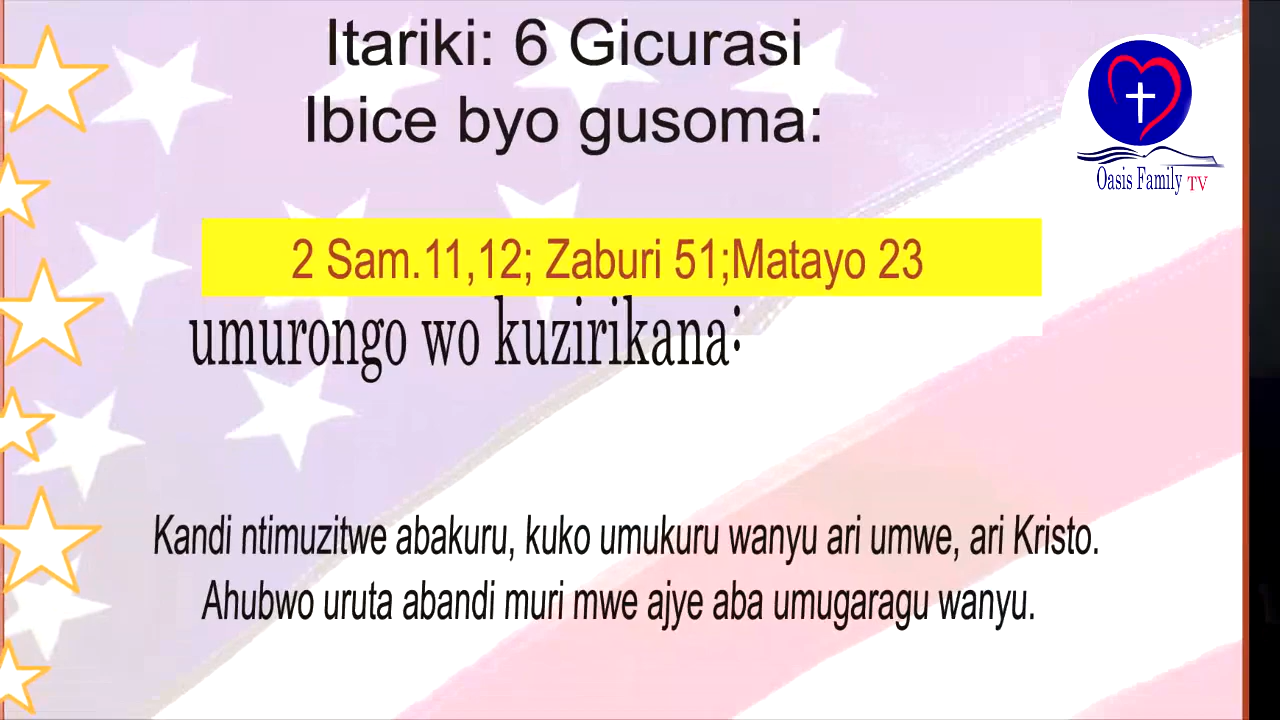 Itariki: 6 Gicurasi
Ibice byo gusoma:
Oasis Family TV
2 Sam.11,12; Zaburi 51;Matayo 23
umurongo wo kuzirikana:
Kandi ntimuzitwe abakuru, kuko umukuru wanyu ari umwe, ari Kristo.
Ahubwo uruta abandi muri mwe ajye aba umugaragu wanyu.